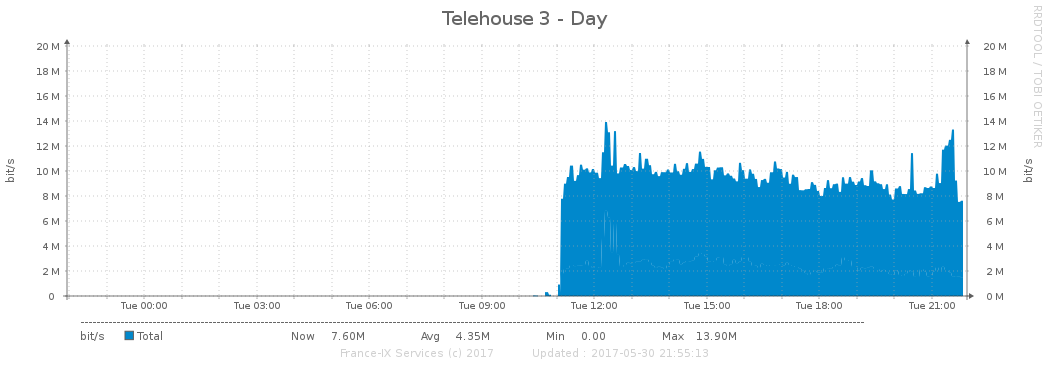 Telehouse 3 - Day
RRDTOOL / TOBI OETIKER
bit/s
20 M 20 M
18 M 18 M
16 M 16 M
14 M 14 M
12 M 12 M
10 M 10 M
8 M 8 M
6 M 6 M
4 M 4 M
2 M 2 M
0 0 M
bit/s
Tue 00:00 Tue 03:00 Tue 06:00 Tue 09:00 Tue 12:00 Tue 15:00 Tue 18:00 Tue 21:00
bit/s Total Now 7.60M Avg 4.35M Min 0.00 Max 13.90M
France-IX Services (c) 2017 Updated : 2017-05-30 21:55:13